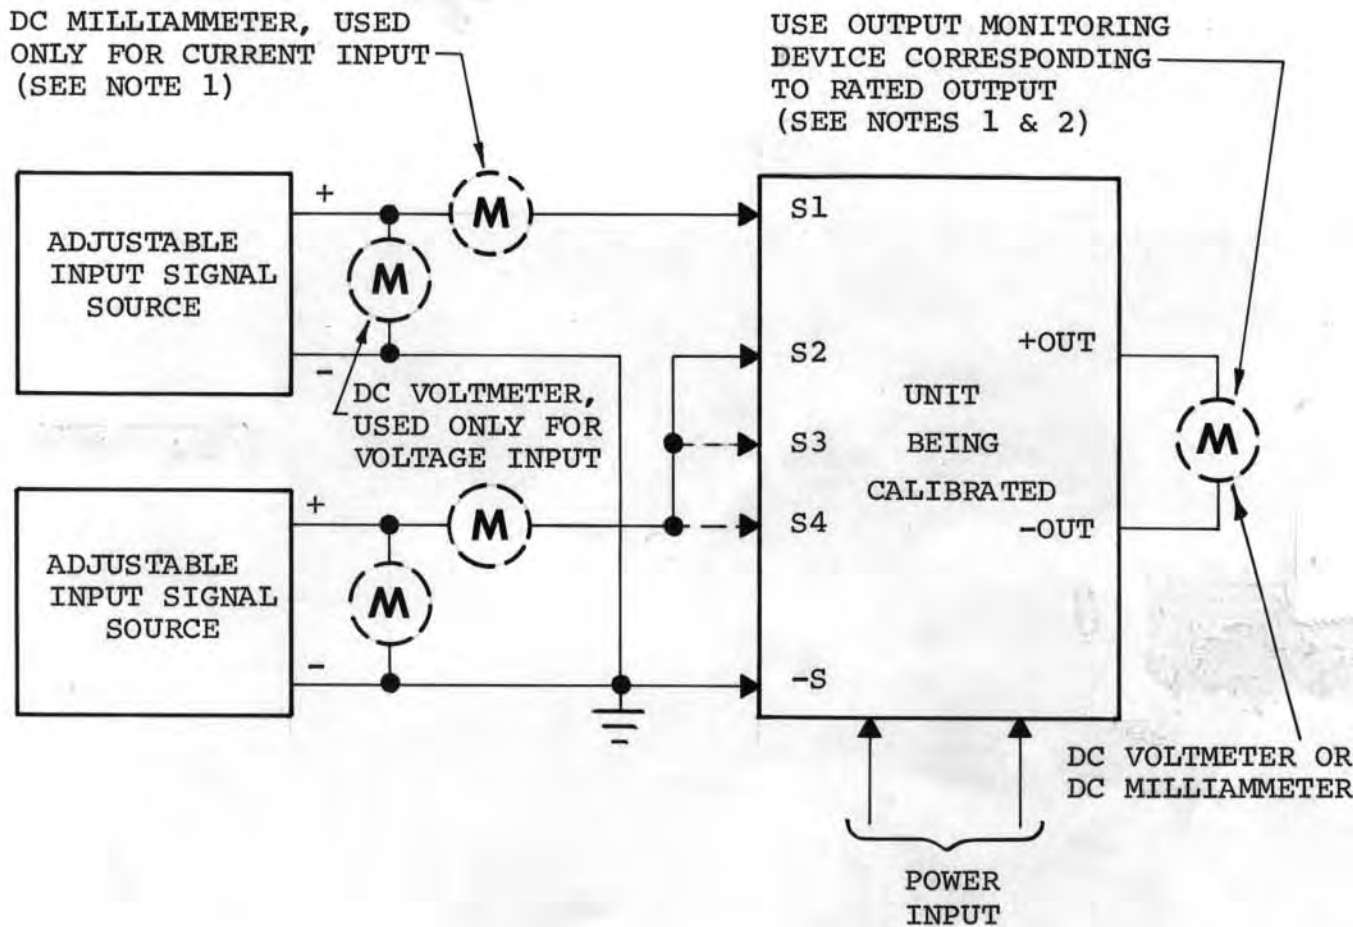 DC MILLIAMMETER, USED
ONLY FOR CURRENT INPUT
(SEE NOTE 1)
USE OUTPUT MONITORING
DEVICE CORRESPONDING
TO RATED OUTPUT
(SEE NOTES 1 & 2)
ADJUSTABLE
INPUT SIGNAL
SOURCE
+
-
M
M
DC VOLTMETER,
USED ONLY FOR
VOLTAGE INPUT
ADJUSTABLE
INPUT SIGNAL
SOURCE
+
-
M
M
S1
S2
S3
S4
-S
UNIT
BEING
CALIBRATED
+OUT
-OUT
M
DC VOLTMETER OR
DC MILLIAMMETER
POWER
INPUT